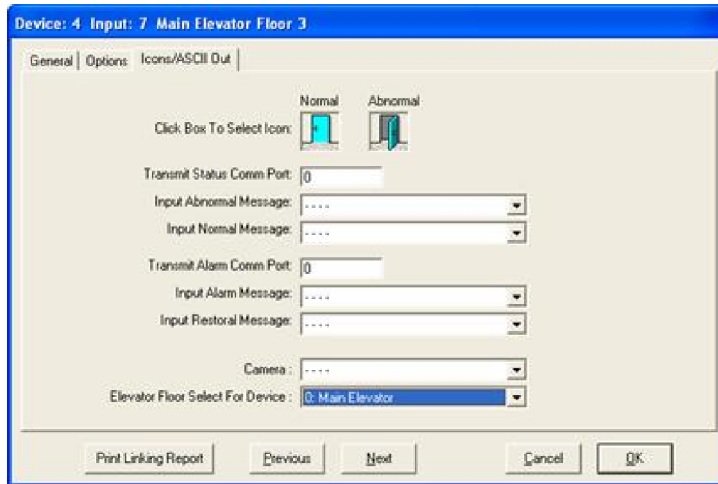 Device: 4 Input: 7 Main Elevator Floor 3
General Options Icons/ASCII Out
Normal Abnormal
Click Box To Select Icon:
Transmit Status Comm Port: 0
Input Abnormal Message: ----
Input Normal Message: ----
Transmit Alarm Comm Port: 0
Input Alarm Message: ----
Input Restoral Message: ----
Camera : ----
Elevator Floor Select For Device : 0: Main Elevator
Print Linking Report Previous Next Cancel OK